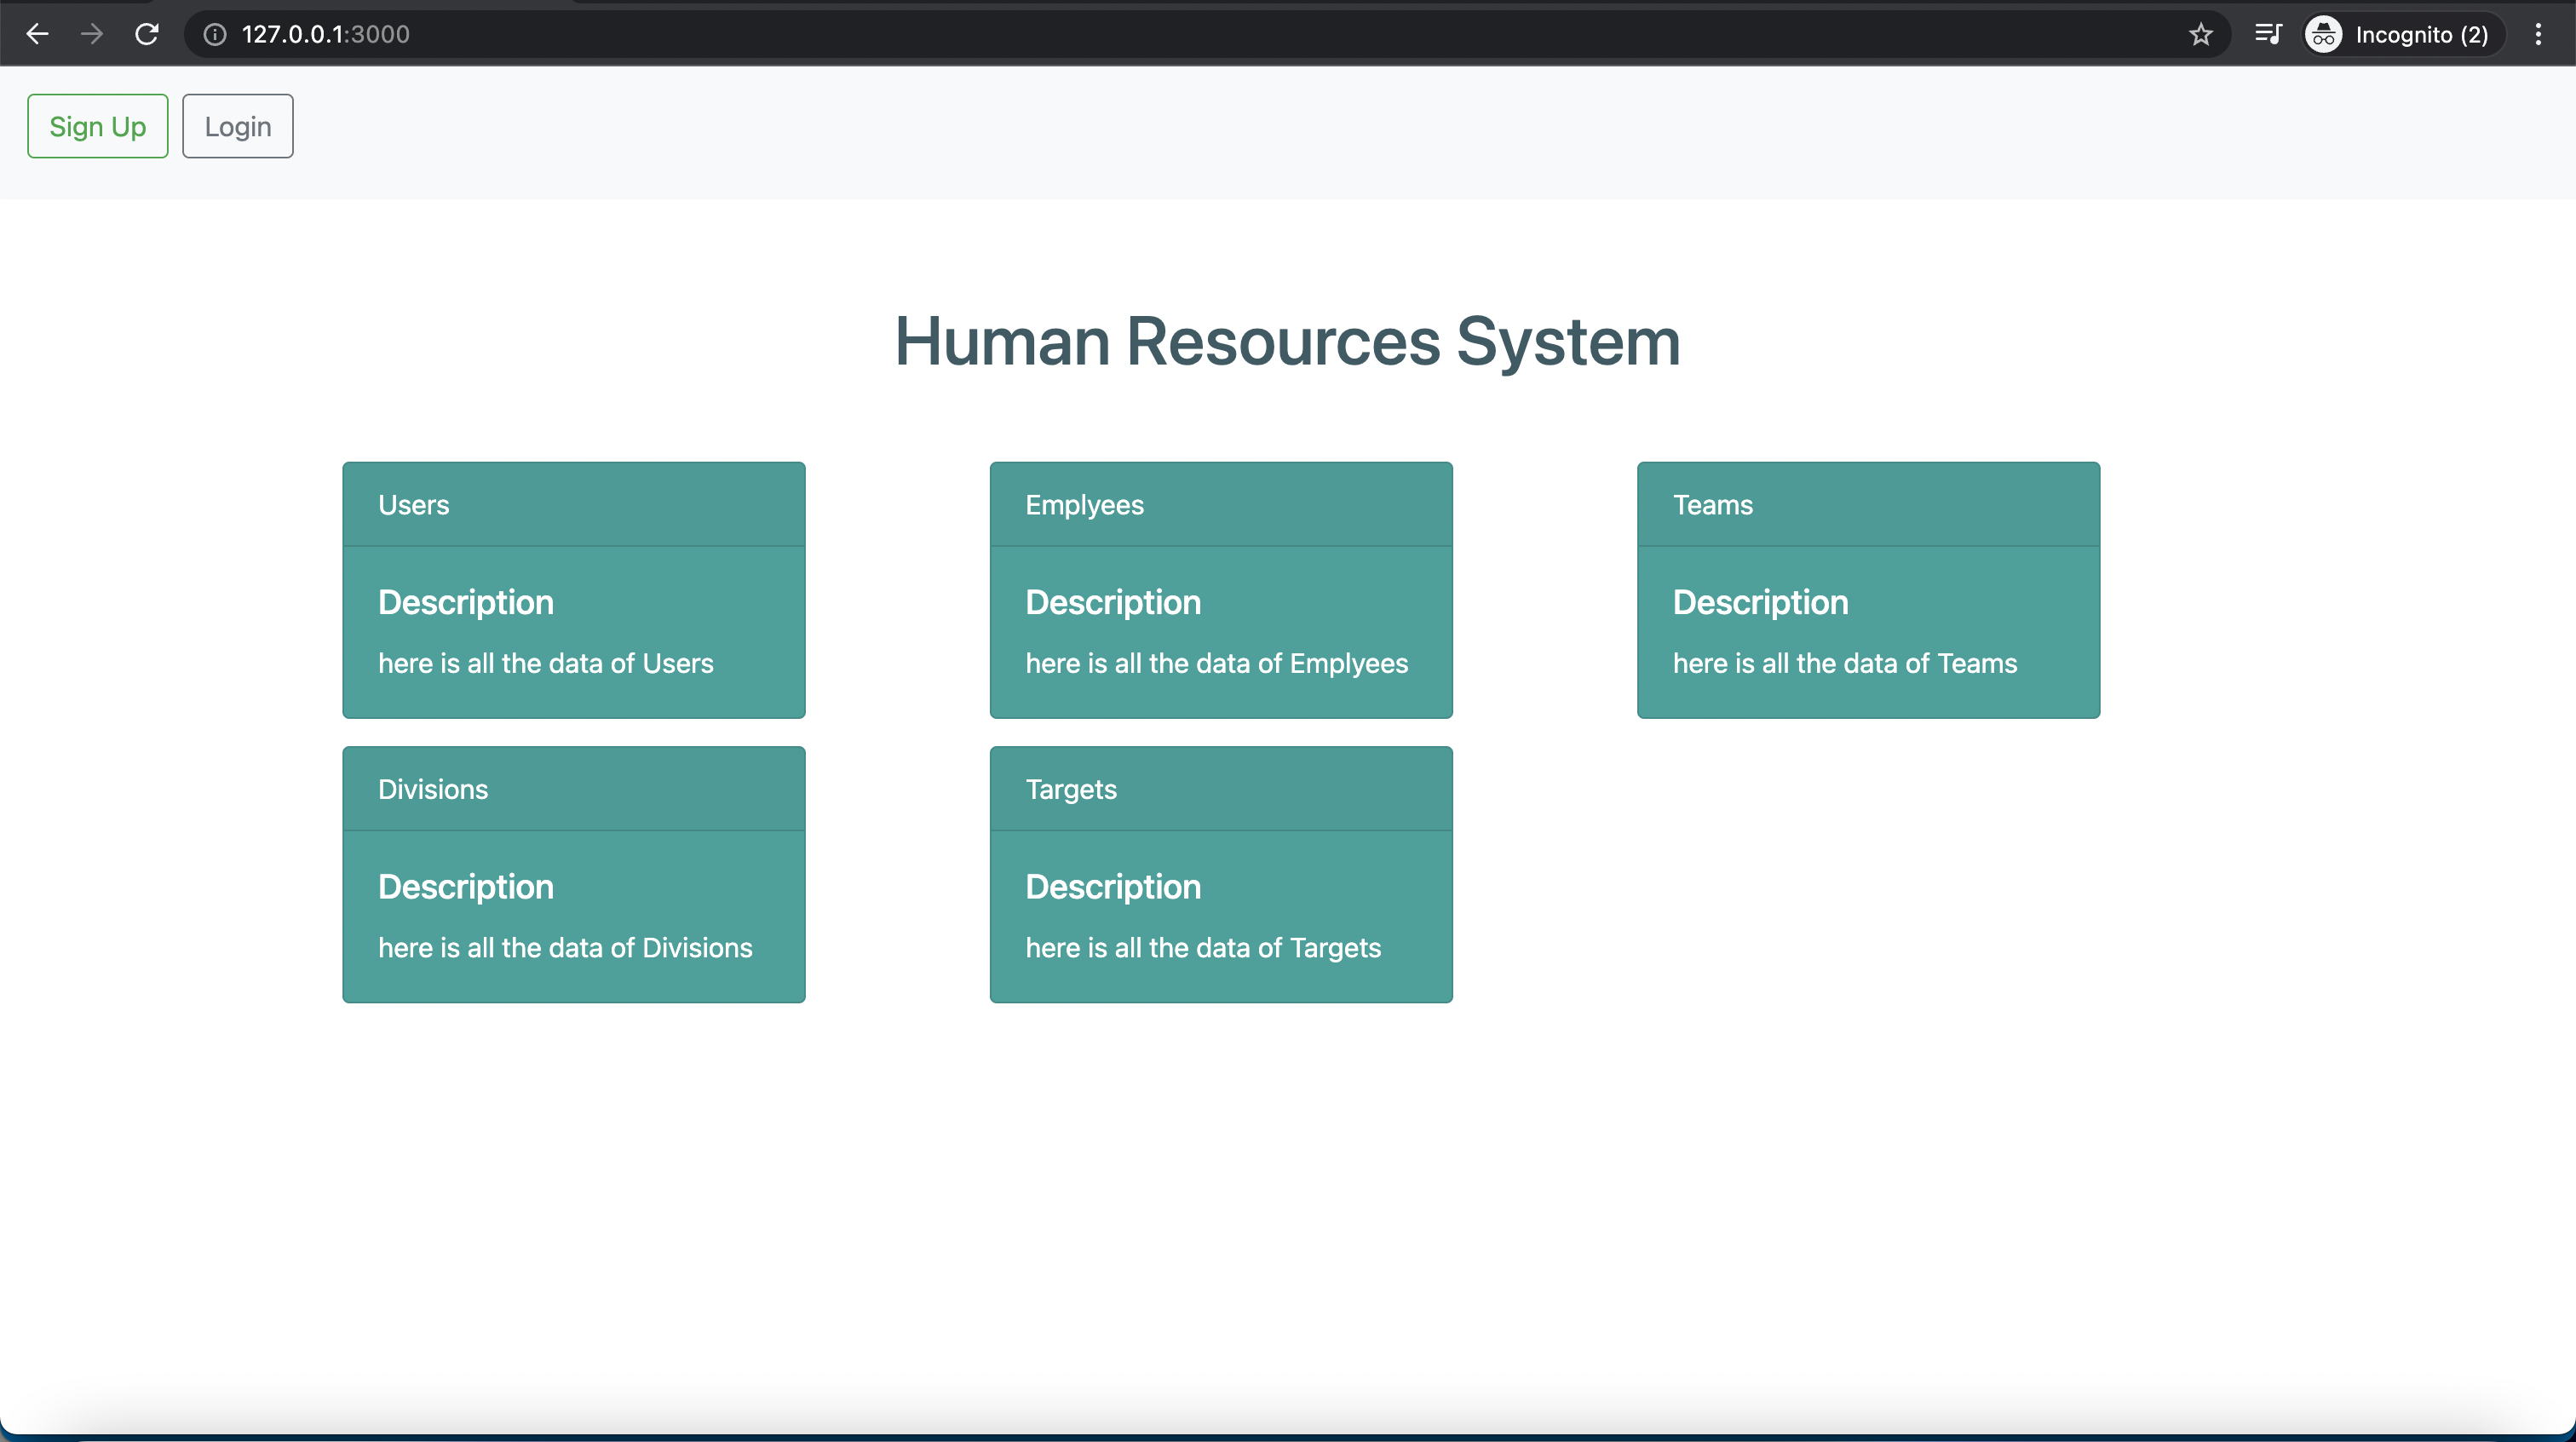 127.0.0.1:3000
Incognito (2)
Sign Up
Login
Human Resources System
Users
Description
here is all the data of Users
Emplyees
Description
here is all the data of Emplyees
Teams
Description
here is all the data of Teams
Divisions
Description
here is all the data of Divisions
Targets
Description
here is all the data of Targets